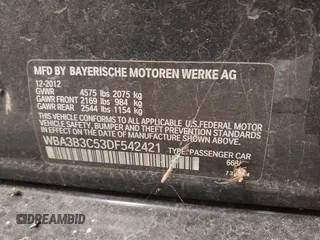 MFD BY BAYERISCHE MOTOREN WERKE AG
12-2012
GVWR 4575 lbs 2075 kg
GAWR FRONT 2169 lbs 984 kg
GAWR REAR 2544 lbs 1154 kg
THIS VEHICLE CONFORMS TO ALL APPLICABLE U.S.FEDERAL MOTOR
VEHICLE SAFETY, BUMPER, AND THEFT PREVENTION
STANDARDS IN EFFECT ON THE DATE OF
MANUFACTURE SHOWN ABOVE.
WBA3B3C53DF542421 TYPE: PASSENGER CAR
668
DREAMBID